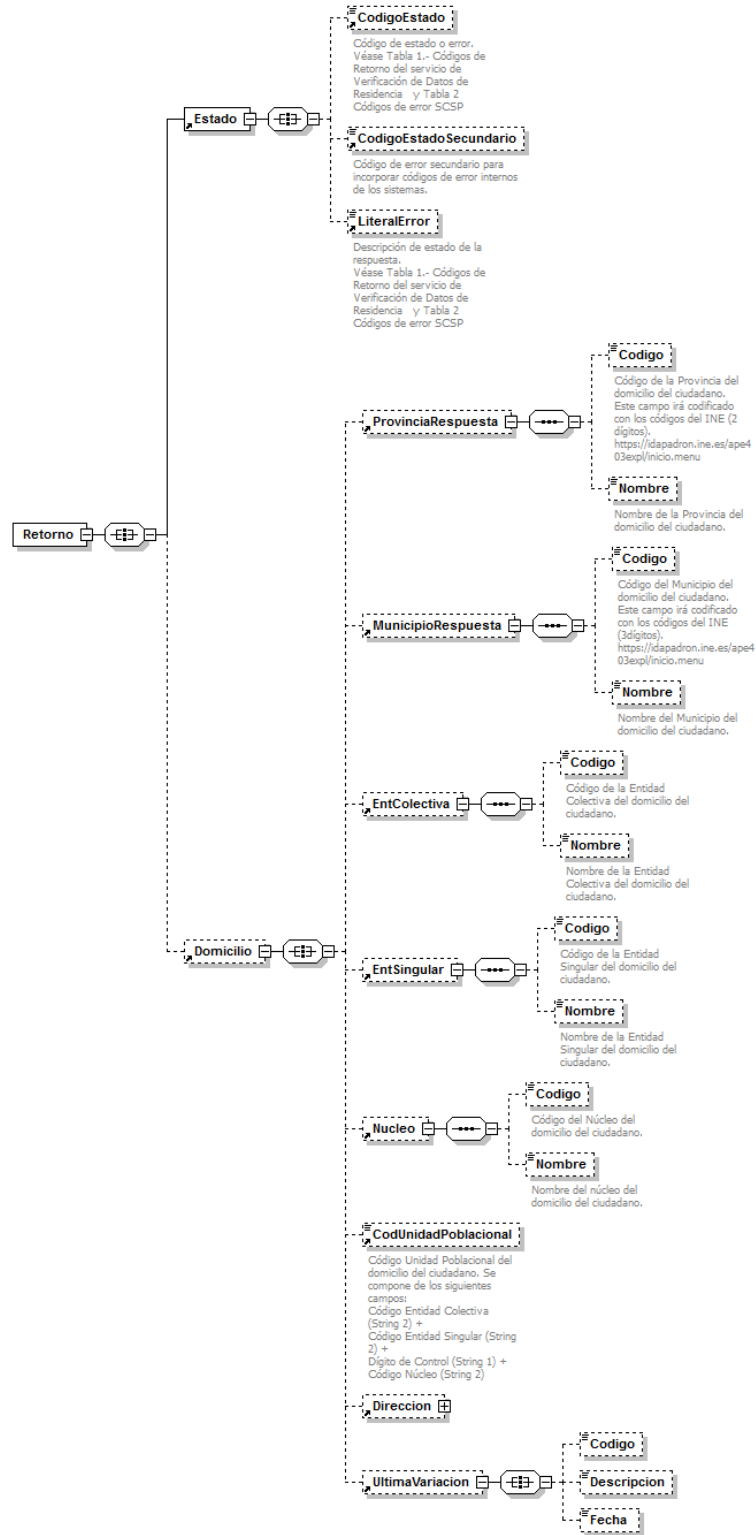 CodigoEstado
Código de estado o error.
Véase Tabla 1.- Códigos de
Retorno del servicio de
Verificación de Datos de
Residencia y Tabla 2
Códigos de error SCSP
Estado
CodigoEstadoSecundario
Código de error secundario para
incorporar códigos de error internos
de los sistemas.
LiteralError
Descripción de estado de la
respuesta.
Véase Tabla 1.- Códigos de
Retorno del servicio de
Verificación de Datos de
Residencia y Tabla 2
Códigos de error SCSP
Retorno
Domicilio
ProvinciaRespuesta
Codigo
Código de la Provincia del
domicilio del ciudadano.
Este campo irá codificado
con los códigos del INE (2
dígitos).
https://idapadron.ine.es/ape4
03expl/inicio.menu
Nombre
Nombre de la Provincia del
domicilio del ciudadano.
MunicipioRespuesta
Codigo
Código del Municipio del
domicilio del ciudadano.
Este campo irá codificado
con los códigos del INE
(3dígitos).
https://idapadron.ine.es/ape4
03expl/inicio.menu
Nombre
Nombre del Municipio del
domicilio del ciudadano.
EntColectiva
Codigo
Código de la Entidad
Colectiva del domicilio del
ciudadano.
Nombre
Nombre de la Entidad
Colectiva del domicilio del
ciudadano.
EntSingular
Codigo
Código de la Entidad
Singular del domicilio del
ciudadano.
Nombre
Nombre de la Entidad
Singular del domicilio del
ciudadano.
Nucleo
Codigo
Código del Núcleo del
domicilio del ciudadano.
Nombre
Nombre del núcleo del
domicilio del ciudadano.
CodUnidadPoblacional
Código Unidad Poblacional del
domicilio del ciudadano. Se
compone de los siguientes
campos:
Código Entidad Colectiva
(String 2) +
Código Entidad Singular (String
2) +
Dígito de Control (String 1) +
Código Núcleo (String 2)
Direccion
UltimaVariacion
Codigo
Descripcion
Fecha